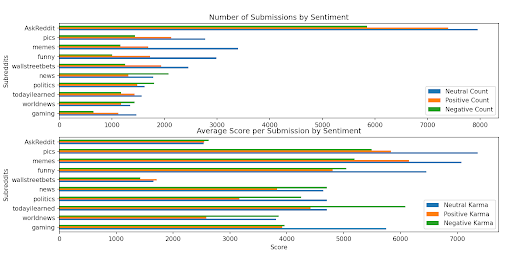 Number of Submissions by Sentiment
AskReddit
pics
memes
funny
wallstreetbets
news
politics
todayilearned
worldnews
gaming
Subreddits
Neutral Count
Positive Count
Negative Count
0 1000 2000 3000 4000 5000 6000 7000 8000
Average Score per Submission by Sentiment
AskReddit
pics
memes
funny
wallstreetbets
news
politics
todayilearned
worldnews
gaming
Subreddits
Neutral Karma
Positive Karma
Negative Karma
0 1000 2000 3000 4000 5000 6000 7000
Score